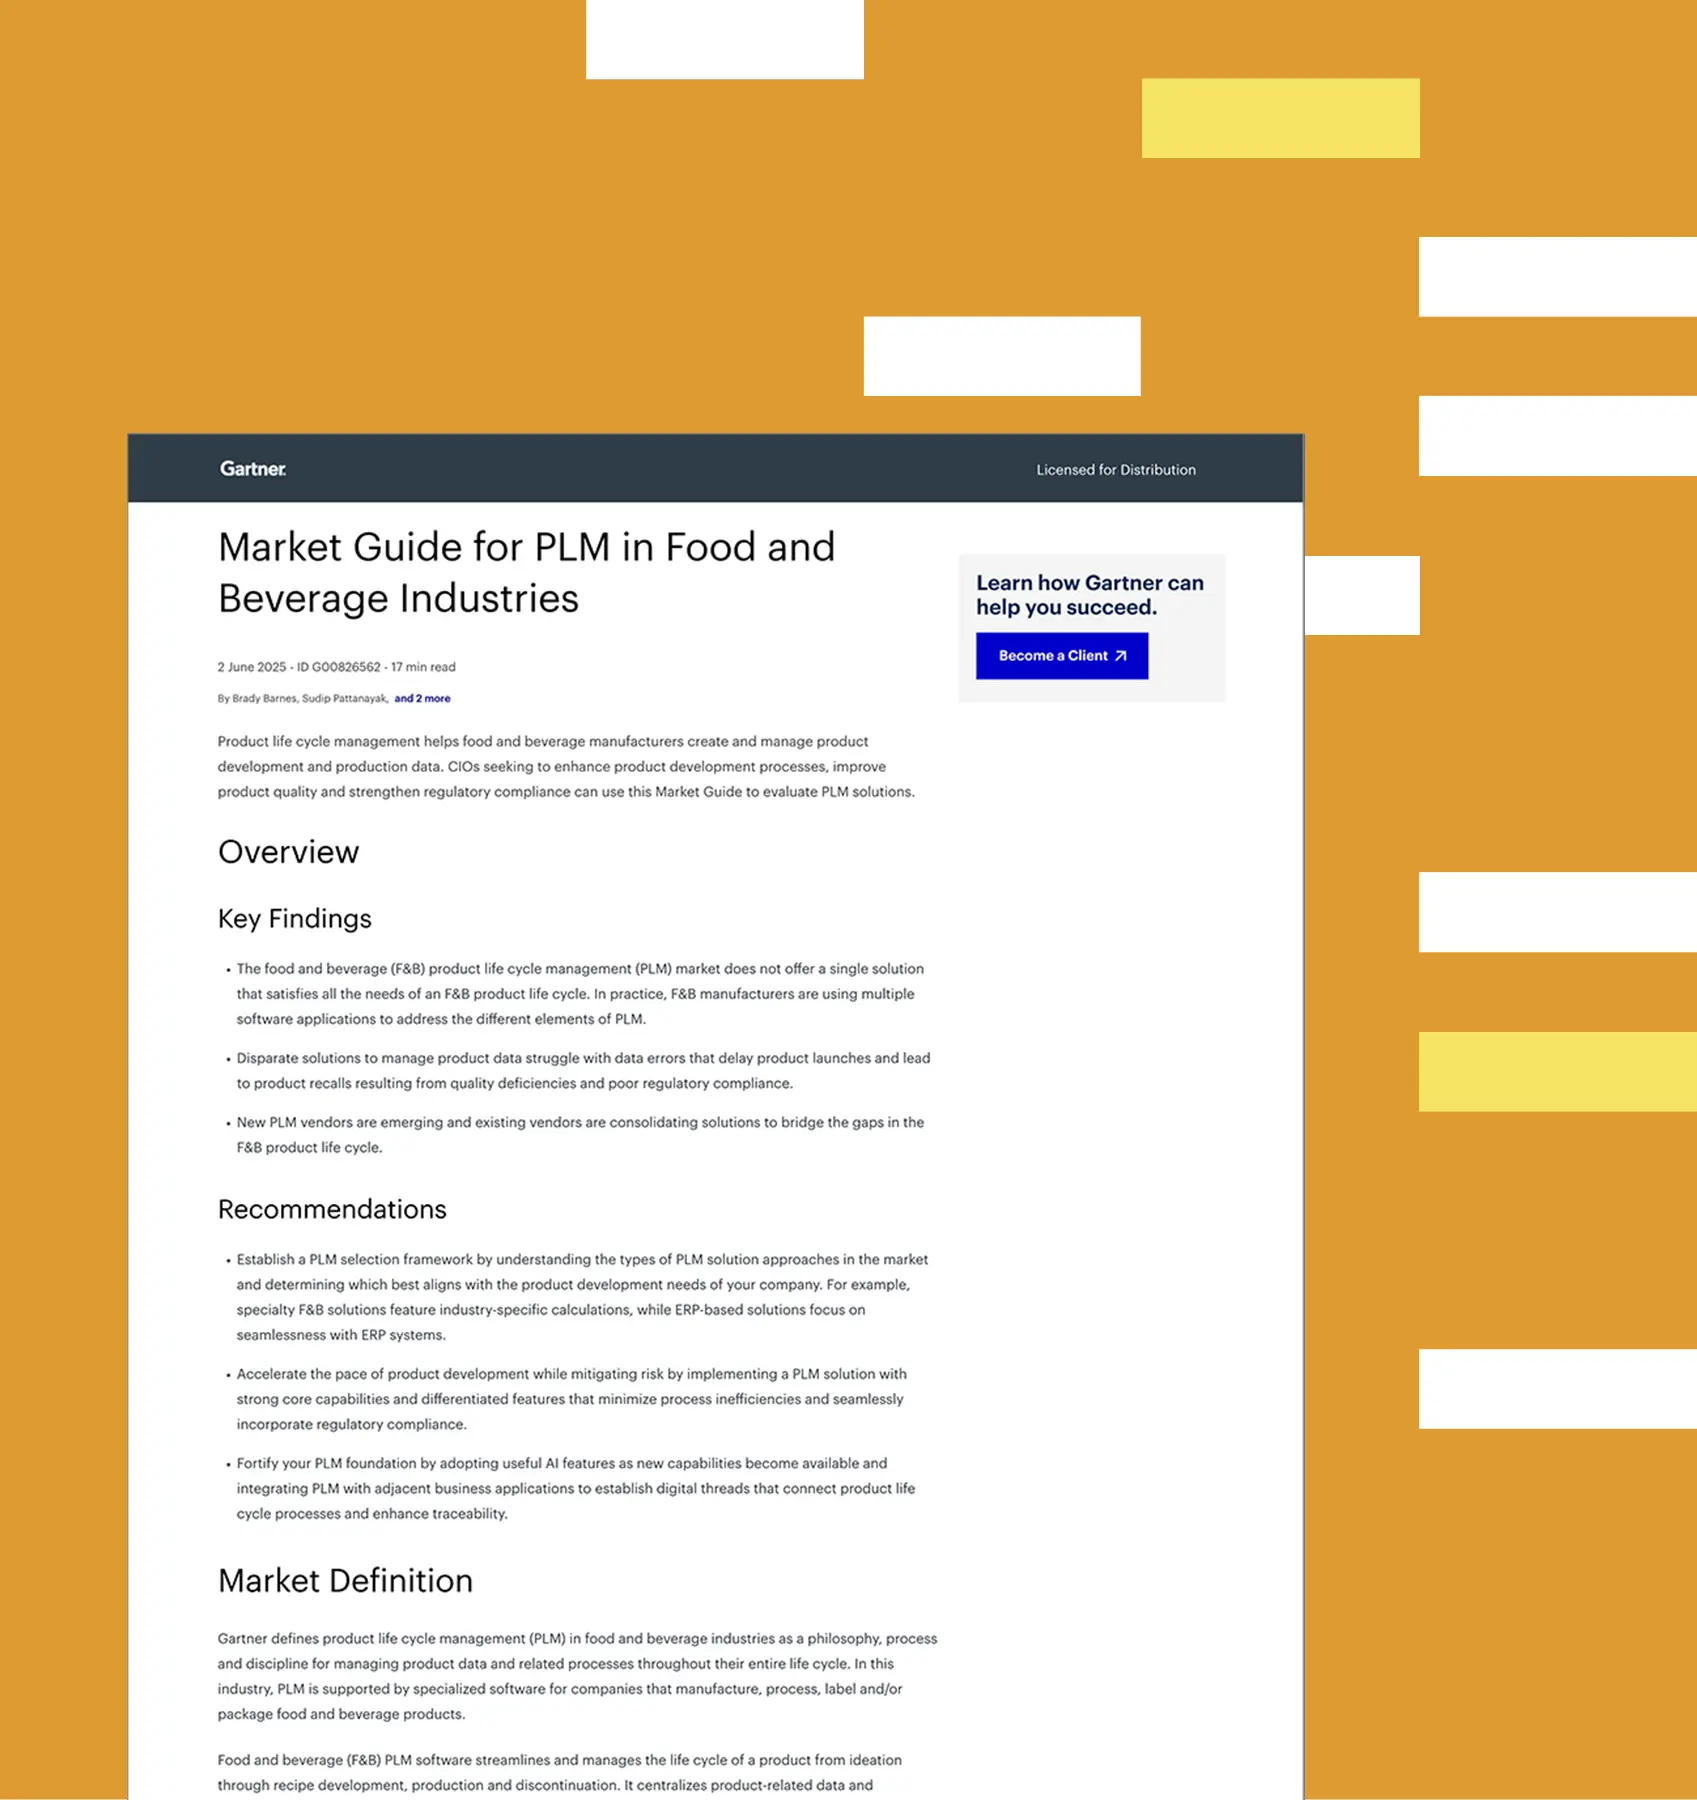 Gartner.
Licensed for Distribution
Market Guide for PLM in Food and
Beverage Industries
Learn how Gartner can
help you succeed.
Become a Client
2 June 2025 - ID G00826562 - 17 min read
By Brady Barnes, Sudip Pattanayak, and 2 more
Product life cycle management helps food and beverage manufacturers create and manage product
development and production data. CIOs seeking to enhance product development processes, improve
product quality and strengthen regulatory compliance can use this Market Guide to evaluate PLM solutions.
Overview
Key Findings
• The food and beverage (F&B) product life cycle management (PLM) market does not offer a single solution
that satisfies all the needs of an F&B product life cycle. In practice, F&B manufacturers are using multiple
software applications to address the different elements of PLM.
• Disparate solutions to manage product data struggle with data errors that delay product launches and lead
to product recalls resulting from quality deficiencies and poor regulatory compliance.
• New PLM vendors are emerging and existing vendors are consolidating solutions to bridge the gaps in the
F&B product life cycle.
Recommendations
• Establish a PLM selection framework by understanding the types of PLM solution approaches in the market
and determining which best aligns with the product development needs of your company. For example,
specialty F&B solutions feature industry-specific calculations, while ERP-based solutions focus on
seamlessness with ERP systems.
• Accelerate the pace of product development while mitigating risk by implementing a PLM solution with
strong core capabilities and differentiated features that minimize process inefficiencies and seamlessly
incorporate regulatory compliance.
• Fortify your PLM foundation by adopting useful AI features as new capabilities become available and
integrating PLM with adjacent business applications to establish digital threads that connect product life
cycle processes and enhance traceability.
Market Definition
Gartner defines product life cycle management (PLM) in food and beverage industries as a philosophy, process
and discipline for managing product data and related processes throughout their entire life cycle. In this
industry, PLM is supported by specialized software for companies that manufacture, process, label and/or
package food and beverage products.
Food and beverage (F&B) PLM software streamlines and manages the life cycle of a product from ideation
through recipe development, production and discontinuation. It centralizes product-related data and